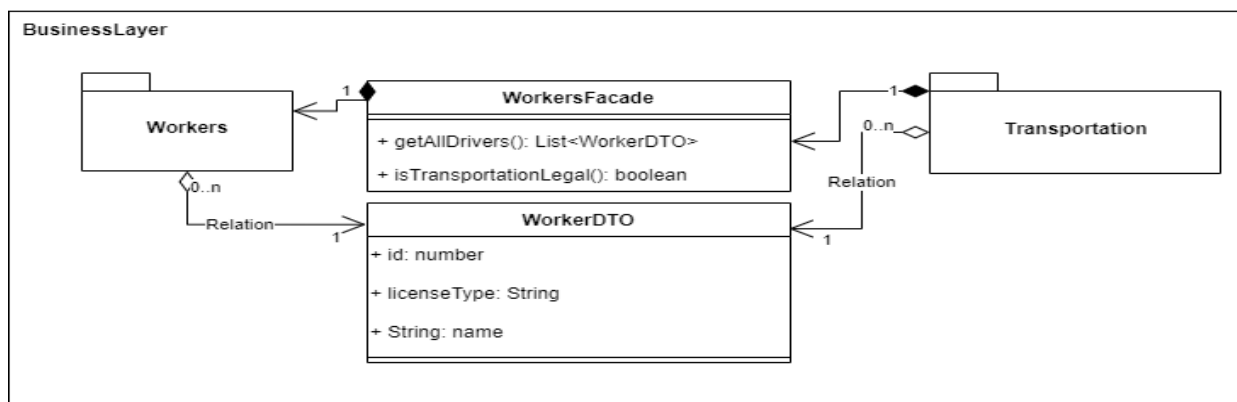 BusinessLayer
Workers
1
WorkersFacade
+ getAllDrivers(): List<WorkerDTO>
+ isTransportationLegal(): boolean
1
Transportation
0..n
Relation
0..n
Relation
1
WorkerDTO
+ id: number
+ licenseType: String
+ String: name
1